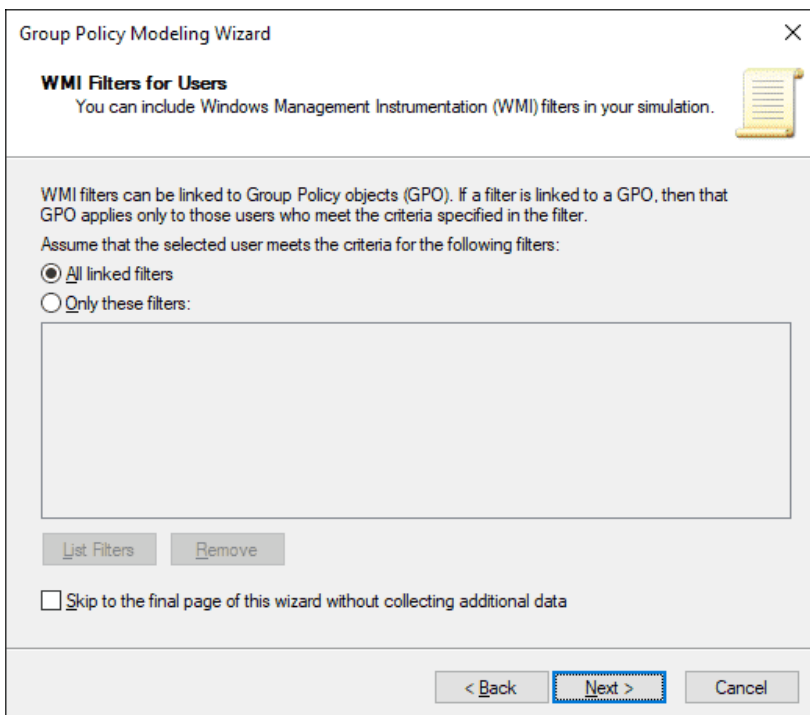 Group Policy Modeling Wizard
WMI Filters for Users
You can include Windows Management Instrumentation (WMI) filters in your simulation.
WMI filters can be linked to Group Policy objects (GPO). If a filter is linked to a GPO, then that
GPO applies only to those users who meet the criteria specified in the filter.
Assume that the selected user meets the criteria for the following filters:
All linked filters
Only these filters:
List Filters Remove
Skip to the final page of this wizard without collecting additional data
< Back Next > Cancel